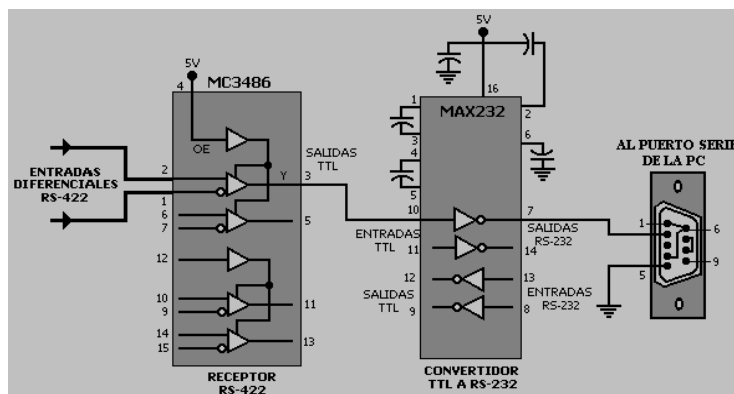 5V
4
MC3486
OE
ENTRADAS
DIFERENCIALES
RS-422
2
1
6
7
12
10
9
14
15
Y
3
5
11
13
SALIDAS
TTL
RECEPTOR
RS-422
5V
16
MAX232
1
3
4
5
2
6
10
11
12
9
ENTRADAS
TTL
SALIDAS
TTL
7
14
13
8
SALIDAS
RS-232
ENTRADAS
RS-232
CONVERTIDOR
TTL A RS-232
AL PUERTO SERIE
DE LA PC
1
5
6
9